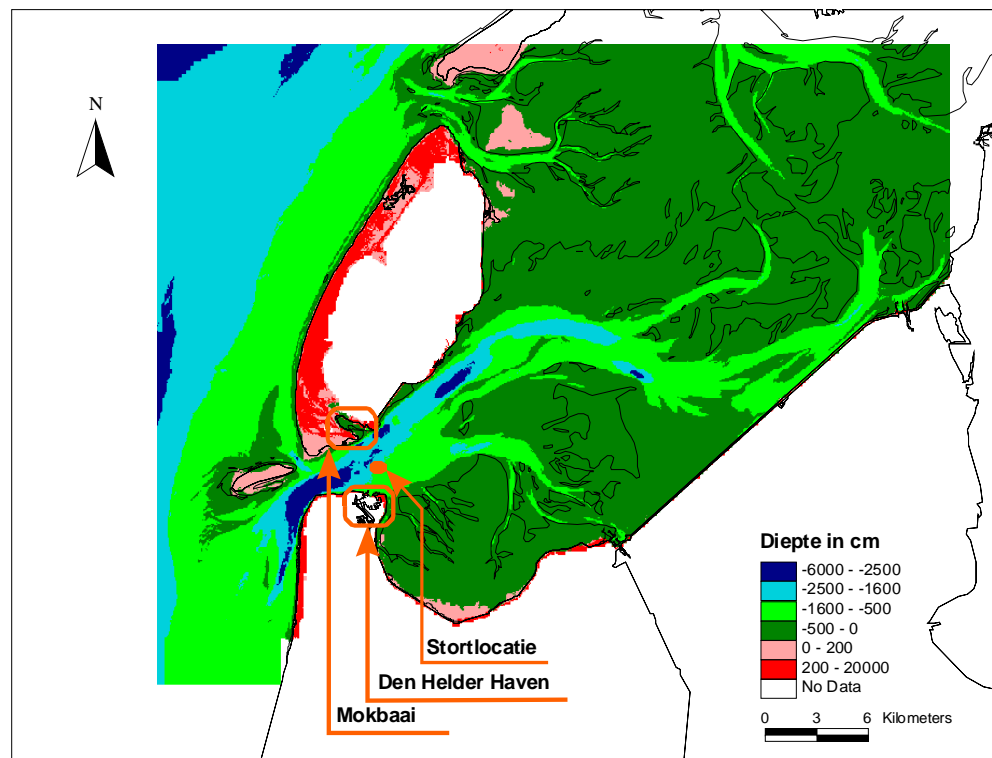 N
Stortlocatie
Den Helder Haven
Mokbaai
Diepte in cm
-6000 - -2500
-2500 - -1600
-1600 - -500
-500 - 0
0 - 200
200 - 20000
No Data
0 3 6 Kilometers